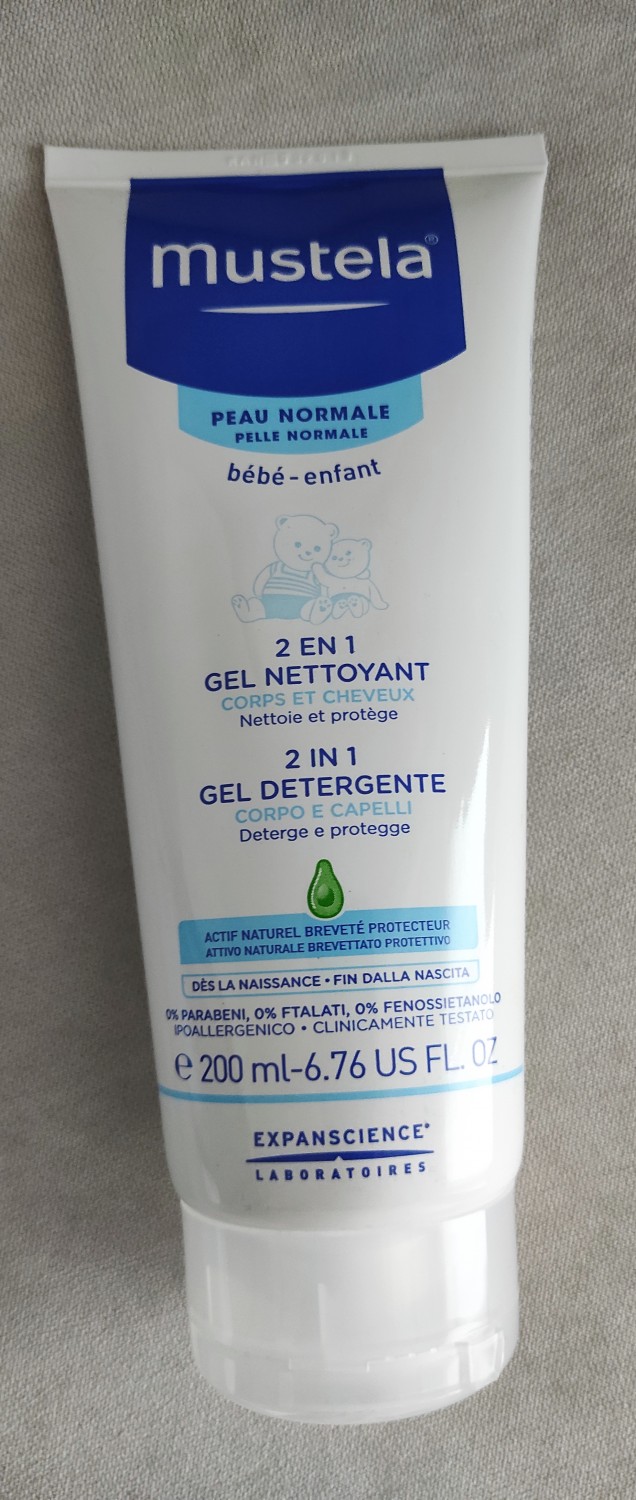 mustela®
PEAU NORMALE
PELLE NORMALE
bébé-enfant
2 EN 1
GEL NETTOYANT
CORPS ET CHEVEUX
Nettoie et protège
2 IN 1
GEL DETERGENTE
CORPO E CAPELLI
Deterge e protegge
ACTIF NATUREL BREVETÉ PROTECTEUR
ATTIVO NATURALE BREVETTATO PROTETTIVO
DÈS LA NAISSANCE • FIN DALLA NASCITA
0% PARABENI, 0% FTALATI, 0% FENOSSIETANOLO
IPOALLERGENICO • CLINICAMENTE TESTATO
e 200 ml-6.76 US FL. OZ
EXPANSCIENCE®
LABORATOIRES